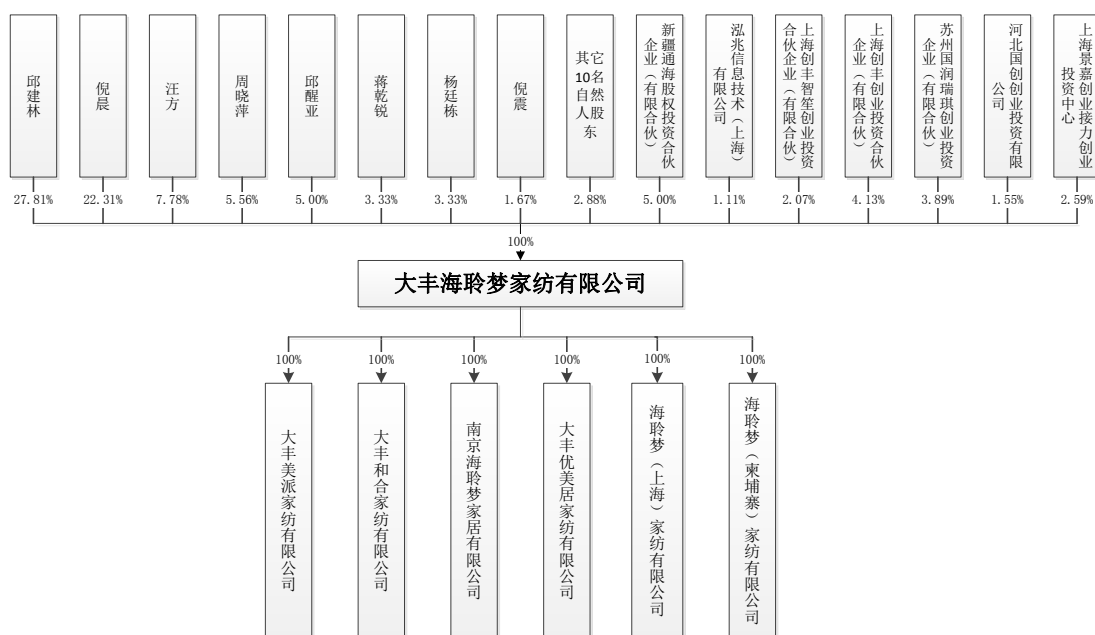 邱建林
倪晨
汪方
周晓萍
邱醒亚
蒋乾锐
杨廷栋
倪震
其它
10名
自然
人股
东
新疆通海股权投资合伙
企业（有限合伙）
泓兆信息技术（上海）
有限公司
上海创丰智笙创业投资
合伙企业（有限合伙）
上海创丰创业投资合伙
企业（有限合伙）
苏州国润瑞琪创业投资
企业（有限合伙）
河北国创创业投资有限
公司
上海景嘉创业接力创业
投资中心
27.81%
22.31%
7.78%
5.56%
5.00%
3.33%
3.33%
1.67%
2.88%
5.00%
1.11%
2.07%
4.13%
3.89%
1.55%
2.59%
100%
大丰海聆梦家纺有限公司
100%
100%
100%
100%
100%
100%
大丰美派家纺有限公司
大丰和合家纺有限公司
南京海聆梦家居有限公司
大丰优美居家纺有限公司
海聆梦（上海）家纺有限公司
海聆梦（柬埔寨）家纺有限公司